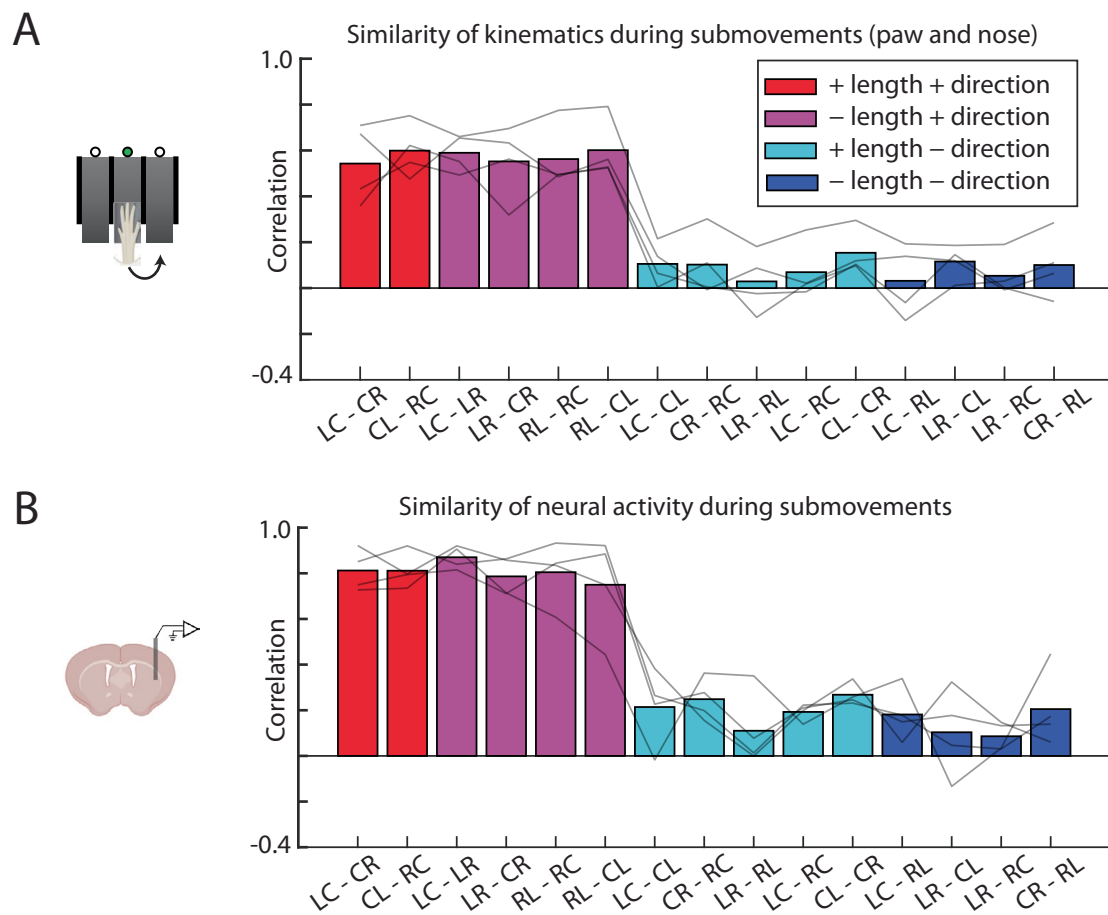 A
Similarity of kinematics during submovements (paw and nose)
1.0
Correlation
-0.4
+ length + direction
− length + direction
+ length − direction
− length − direction
LC - CR
CL - RC
LC - LR
LR - CR
RL - RC
RL - CL
LC - CL
CR - RC
LR - RL
LC - RC
CL - CR
LC - RL
LR - CL
LR - RC
CR - RL
B
Similarity of neural activity during submovements
1.0
Correlation
-0.4
LC - CR
CL - RC
LC - LR
LR - CR
RL - RC
RL - CL
LC - CL
CR - RC
LR - RL
LC - RC
CL - CR
LC - RL
LR - CL
LR - RC
CR - RL